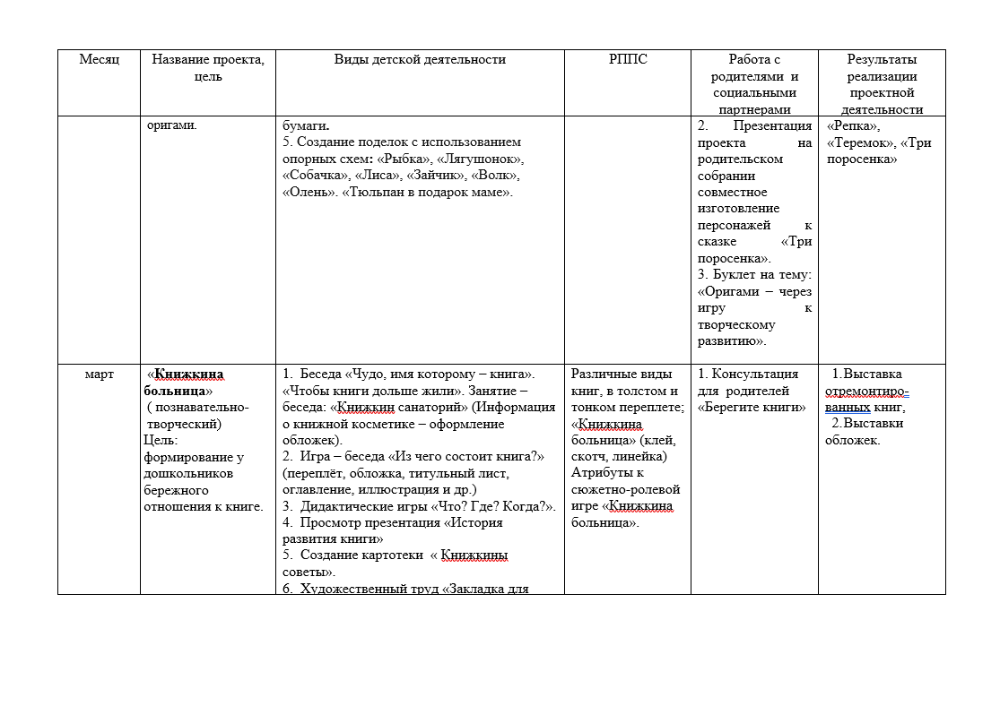 Месяц
Название проекта,
цель
Виды детской деятельности
РППС
Работа с
родителями и
социальными
партнерами
Результаты
реализации
проектной
деятельности
оригами.
бумаги.
5. Создание поделок с использованием
опорных схем: «Рыбка», «Лягушонок»,
«Собачка», «Лиса», «Зайчик», «Волк»,
«Олень». «Тюльпан в подарок маме».
2. Презентация
проекта на
родительском
собрании
совместное
изготовление
персонажей к
сказке «Три
поросенка».
3. Буклет на тему:
«Оригами – через
игру к
творческому
развитию».
«Репка»,
«Теремок», «Три
поросенка»
март
«Книжкина
больница»
( познавательно-
творческий)
Цель:
формирование у
дошкольников
бережного
отношения к книге.
1. Беседа «Чудо, имя которому – книга».
«Чтобы книги дольше жили». Занятие –
беседа: «Книжкин санаторий» (Информация
о книжной косметике – оформление
обложек).
2. Игра – беседа «Из чего состоит книга?»
(переплёт, обложка, титульный лист,
оглавление, иллюстрация и др.)
3. Дидактические игры «Что? Где? Когда?».
4. Просмотр презентация «История
развития книги»
5. Создание картотеки « Книжкины
советы».
6. Художественный труд «Закладка для
Различные виды
книг, в толстом и
тонком переплете;
«Книжкина
больница» (клей,
скотч, линейка)
Атрибуты к
сюжетно-ролевой
игре «Книжкина
больница».
1. Консультация
для родителей
«Берегите книги»
1.Выставка
отремонтиро-
ванных книг,
2.Выставки
обложек.